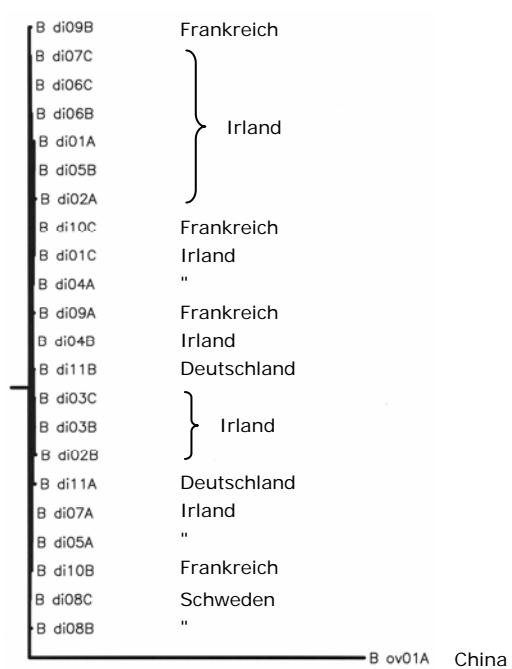 B di09B Frankreich
B di07C
B di06C
B di06B
Irland
B di01A
B di05B
B di02A
B di10C Frankreich
B di01C Irland
B di04A "
B di09A Frankreich
B di04B Irland
B di11B Deutschland
B di03C
B di03B Irland
B di02B
B di11A Deutschland
B di07A Irland
B di05A "
B di10B Frankreich
B di08C Schweden
B di08B "
B ov01A China